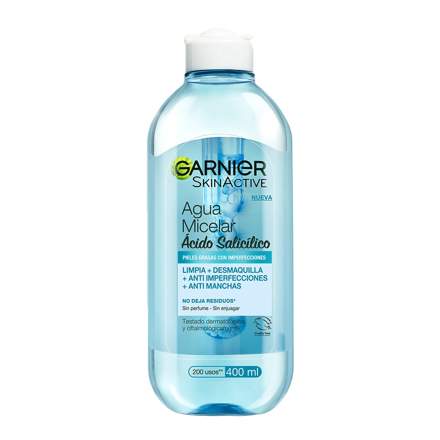 GARNIER
SKINACTIVE
NUEVA
Agua
Micelar
Ácido Salicílico
PIELES GRASAS CON IMPERFECCIONES
LIMPIA + DESMAQUILLA
+ ANTI IMPERFECCIONES
+ ANTI MANCHAS
NO DEJA RESIDUOS*
Sin perfume - Sin enjuagar
Testado dermatológica
y oftalmológicamente
200 usos** 400 ml